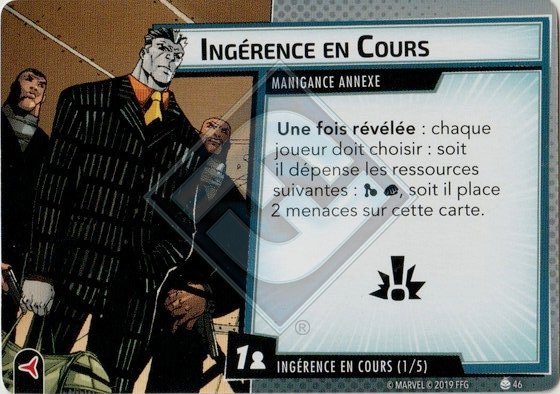 INGÉRENCE EN COURS
MANIGANCE ANNEXE
Une fois révélée : chaque
joueur doit choisir : soit
il dépense les ressources
suivantes : , soit il place
2 menaces sur cette carte.
1
INGÉRENCE EN COURS (1/5)
© MARVEL © 2019 FFG 46
®